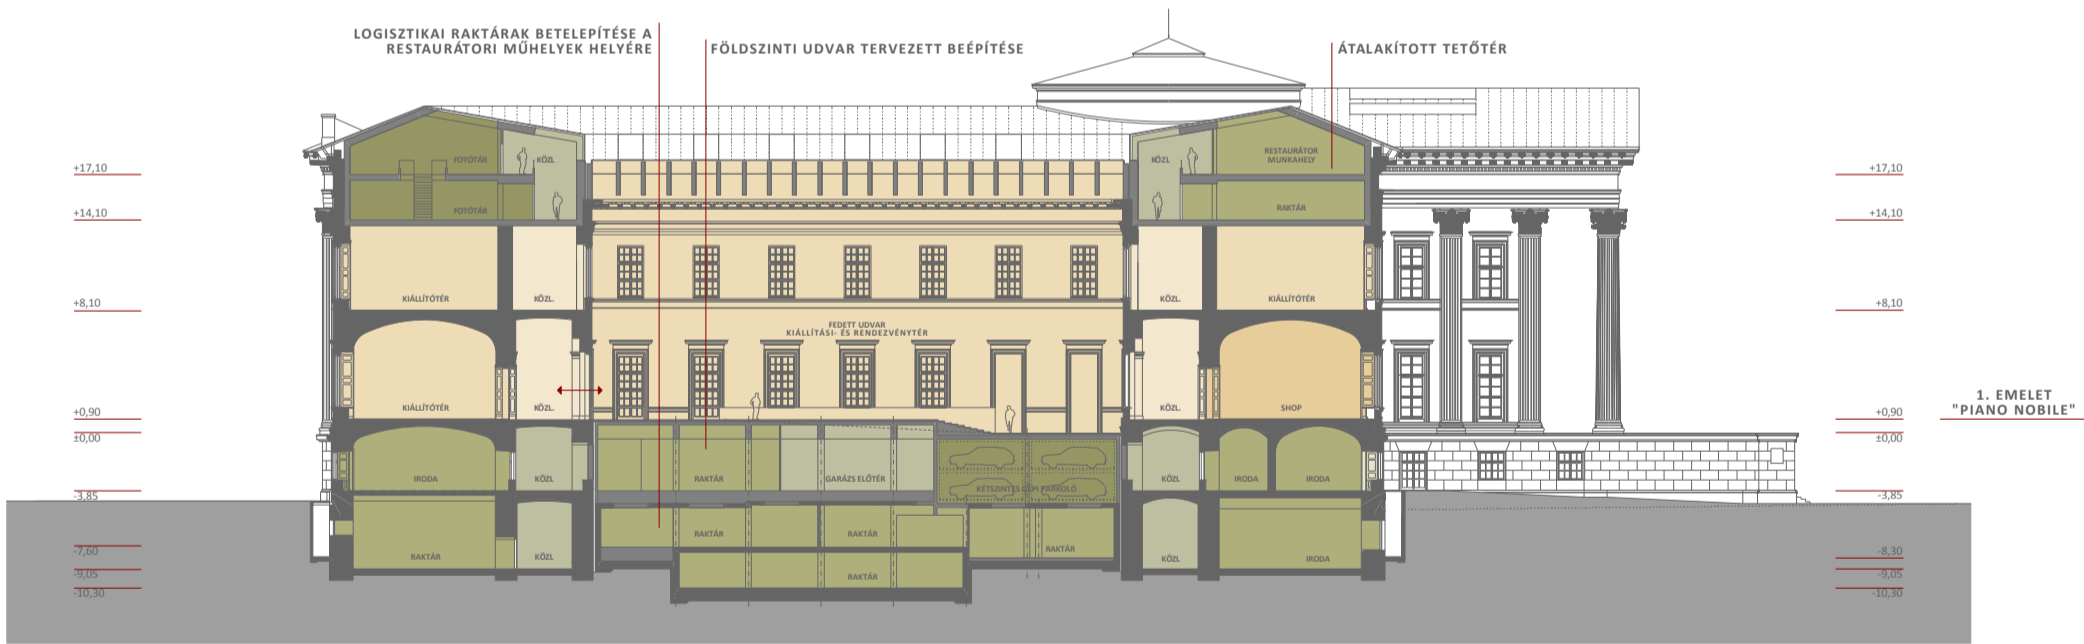 LOGISZTIKAI RAKTÁRAK BETELEPÍTÉSE A
RESTAURÁTORI MŰHELYEK HELYÉRE
FÖLDSZINTI UDVAR TERVEZETT BEÉPÍTÉSE
ÁTALAKÍTOTT TETŐTÉR
FOTÓTÁR
KÖZL
KÖZL
RESTAURÁTOR
MUNKAHELY
+17,10
+17,10
FOTÓTÁR
RAKTÁR
+14,10
+14,10
KIÁLLÍTÓTÉR
KÖZL.
KÖZL.
KIÁLLÍTÓTÉR
+8,10
+8,10
FEDETT UDVAR
KIÁLLÍTÁSI- ÉS RENDEZVÉNYTÉR
KIÁLLÍTÓTÉR
KÖZL.
KÖZL.
SHOP
1. EMELET
"PIANO NOBILE"
+0,90
+0,90
±0,00
±0,00
IRODA
KÖZL
RAKTÁR
GARÁZS ELŐTÉR
KÉTSZINTES GÉPI PARKOLÓ
KÖZL
IRODA
IRODA
-3,85
-3,85
RAKTÁR
RAKTÁR
RAKTÁR
RAKTÁR
KÖZL
KÖZL
IRODA
-7,60
-8,30
RAKTÁR
-9,05
-9,05
-10,30
-10,30